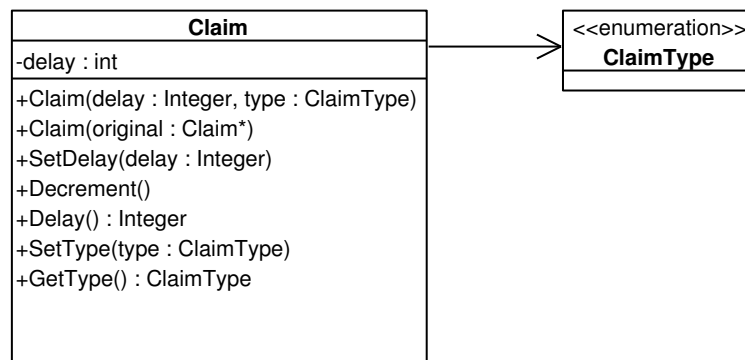 Claim
-delay : int
+Claim(delay : Integer, type : ClaimType)
+Claim(original : Claim*)
+SetDelay(delay : Integer)
+Decrement()
+Delay() : Integer
+SetType(type : ClaimType)
+GetType() : ClaimType
<<enumeration>>
ClaimType